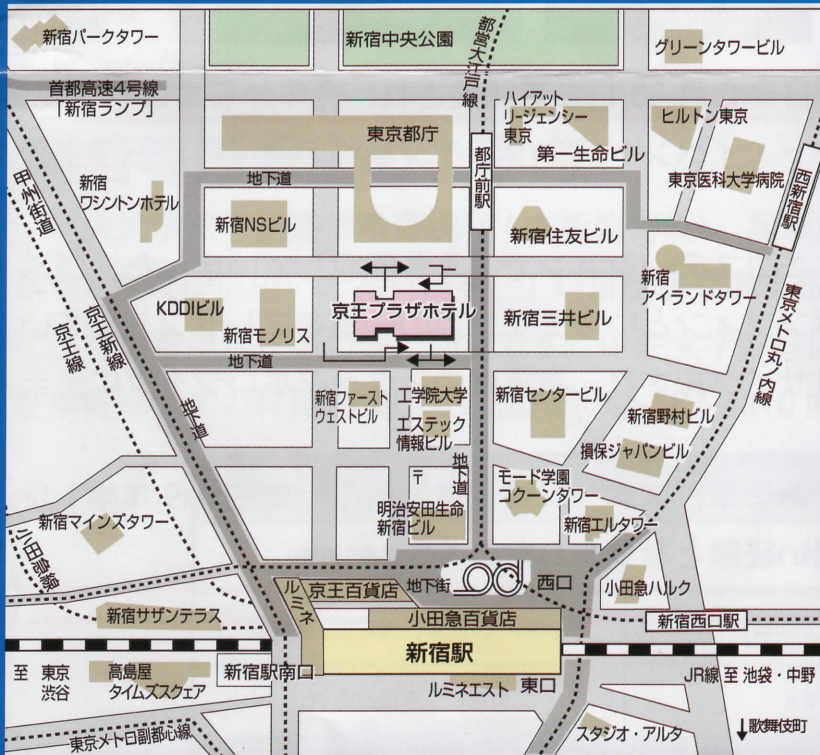 新宿パークタワー
新宿中央公園
都営大江戸線
グリーンタワービル
首都高速4号線
「新宿ランプ」
ハイアット
リージェンシー
東京
ヒルトン東京
東京都庁
第一生命ビル
都庁前駅
西新宿駅
甲州街道
新宿
ワシントンホテル
地下道
東京医科大学病院
新宿NSビル
新宿住友ビル
新宿
アイランドタワー
KDDIビル
新宿モノリス
京王プラザホテル
新宿三井ビル
京王新線
京王線
東京メトロ丸ノ内線
地下道
地下道
新宿ファースト
ウェストビル
工学院大学
エステック
情報ビル
新宿センタービル
新宿野村ビル
損保ジャパンビル
地下道
〒
モード学園
コクーンタワー
明治安田生命
新宿ビル
新宿エルタワー
新宿マインズタワー
小田急線
ルミネ
京王百貨店
地下街
西口
小田急ハルク
新宿サザンテラス
小田急百貨店
新宿西口駅
新宿駅
至 東京
渋谷
高島屋
タイムズスクェア
新宿駅南口
ルミネエスト
東口
JR線 至 池袋・中野
東京メトロ副都心線
スタジオ・アルタ
↓歌舞伎町